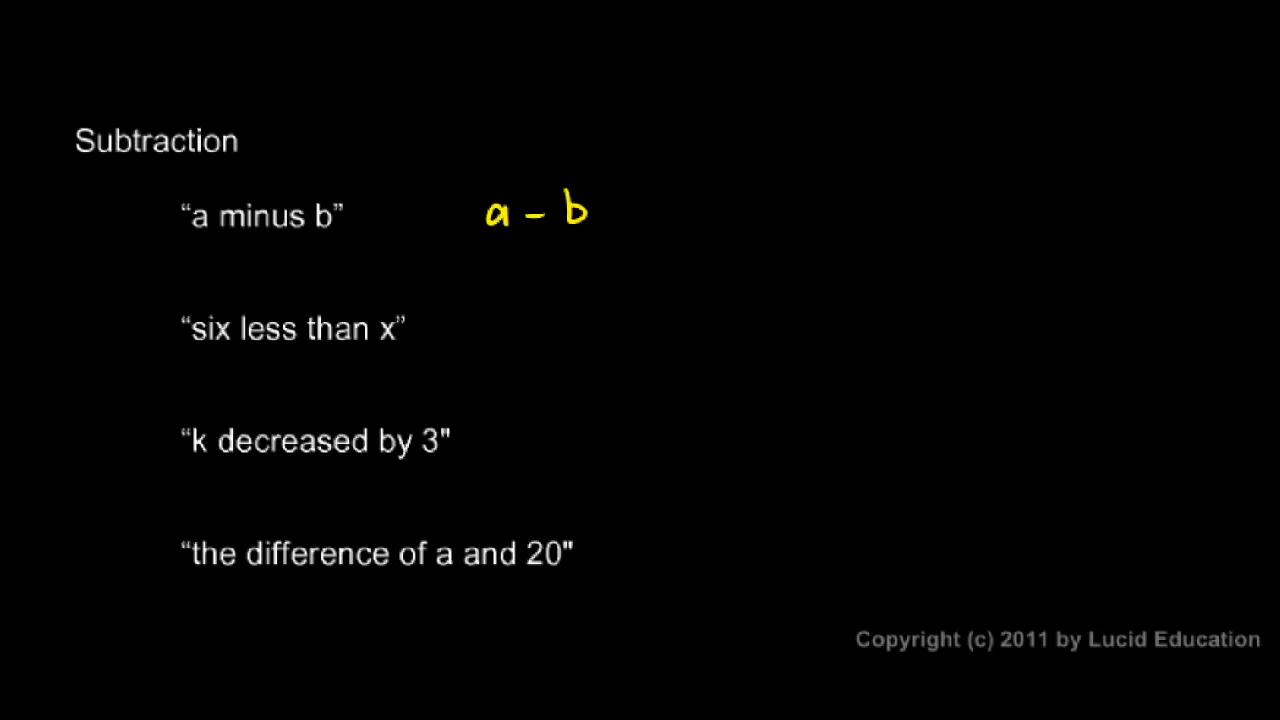 Subtraction
“a minus b” a - b
“six less than x”
“k decreased by 3"
“the difference of a and 20"
Copyright (c) 2011 by Lucid Education